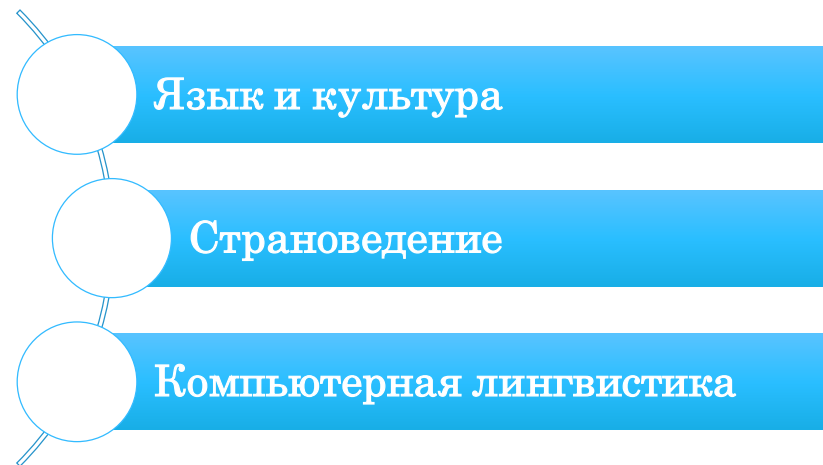 Язык и культура
Страноведение
Компьютерная лингвистика